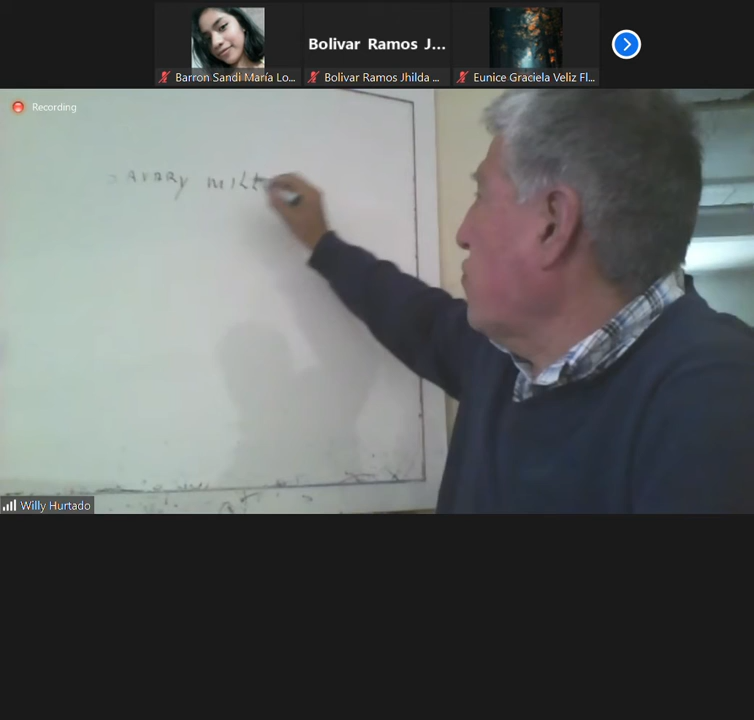 Barron Sandi María Lo...
Bolivar Ramos J...
Bolivar Ramos Jhilda ...
Eunice Graciela Veliz Fl...
Recording
Willy Hurtado